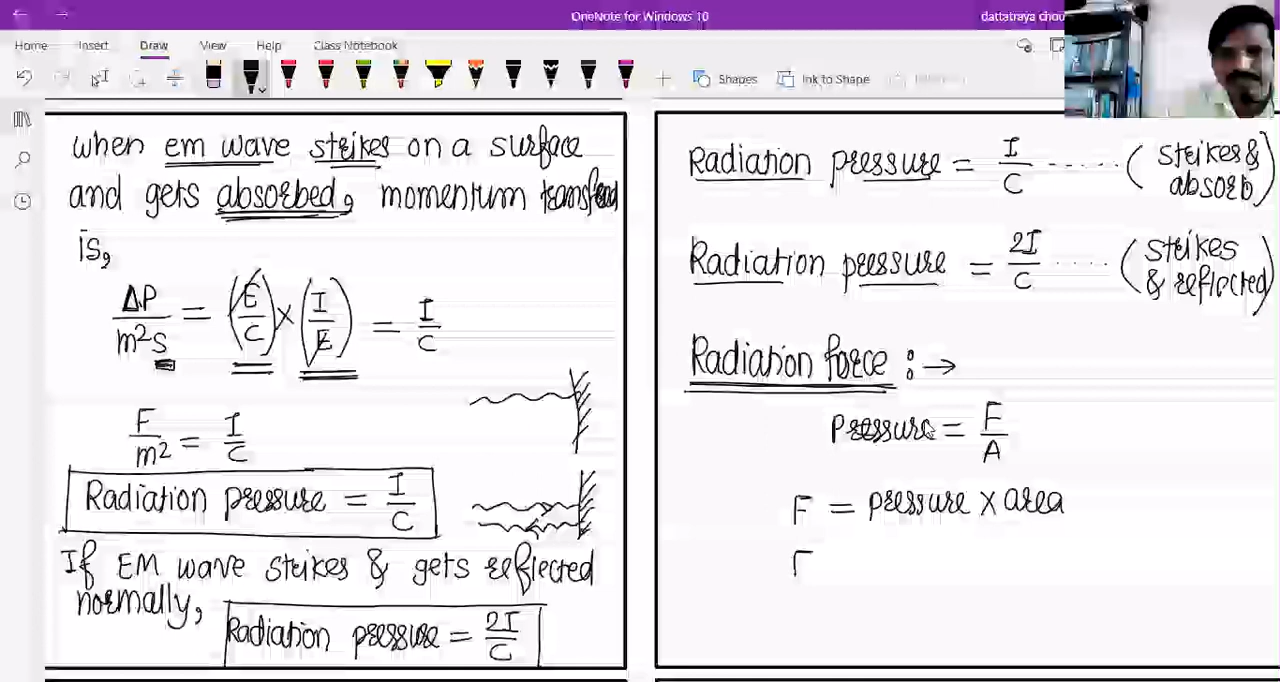 OneNote for Windows 10
dattatraya chou
Home Insert Draw View Help Class Notebook
Shapes Ink to Shape
when em wave strikes on a surface
and gets absorbed, momentum
is,
ΔP/m²S = (E/C) × (I/E) = I/C
F/m² = I/C
Radiation pressure = I/C
If EM wave strikes & gets reflected
normally,
Radiation pressure = 2I/C
Radiation pressure = I/C ...... (strikes &
absorb)
Radiation pressure = 2I/C ...... (strikes
& reflected)
Radiation force :→
Pressure = F/A
F = pressure × area